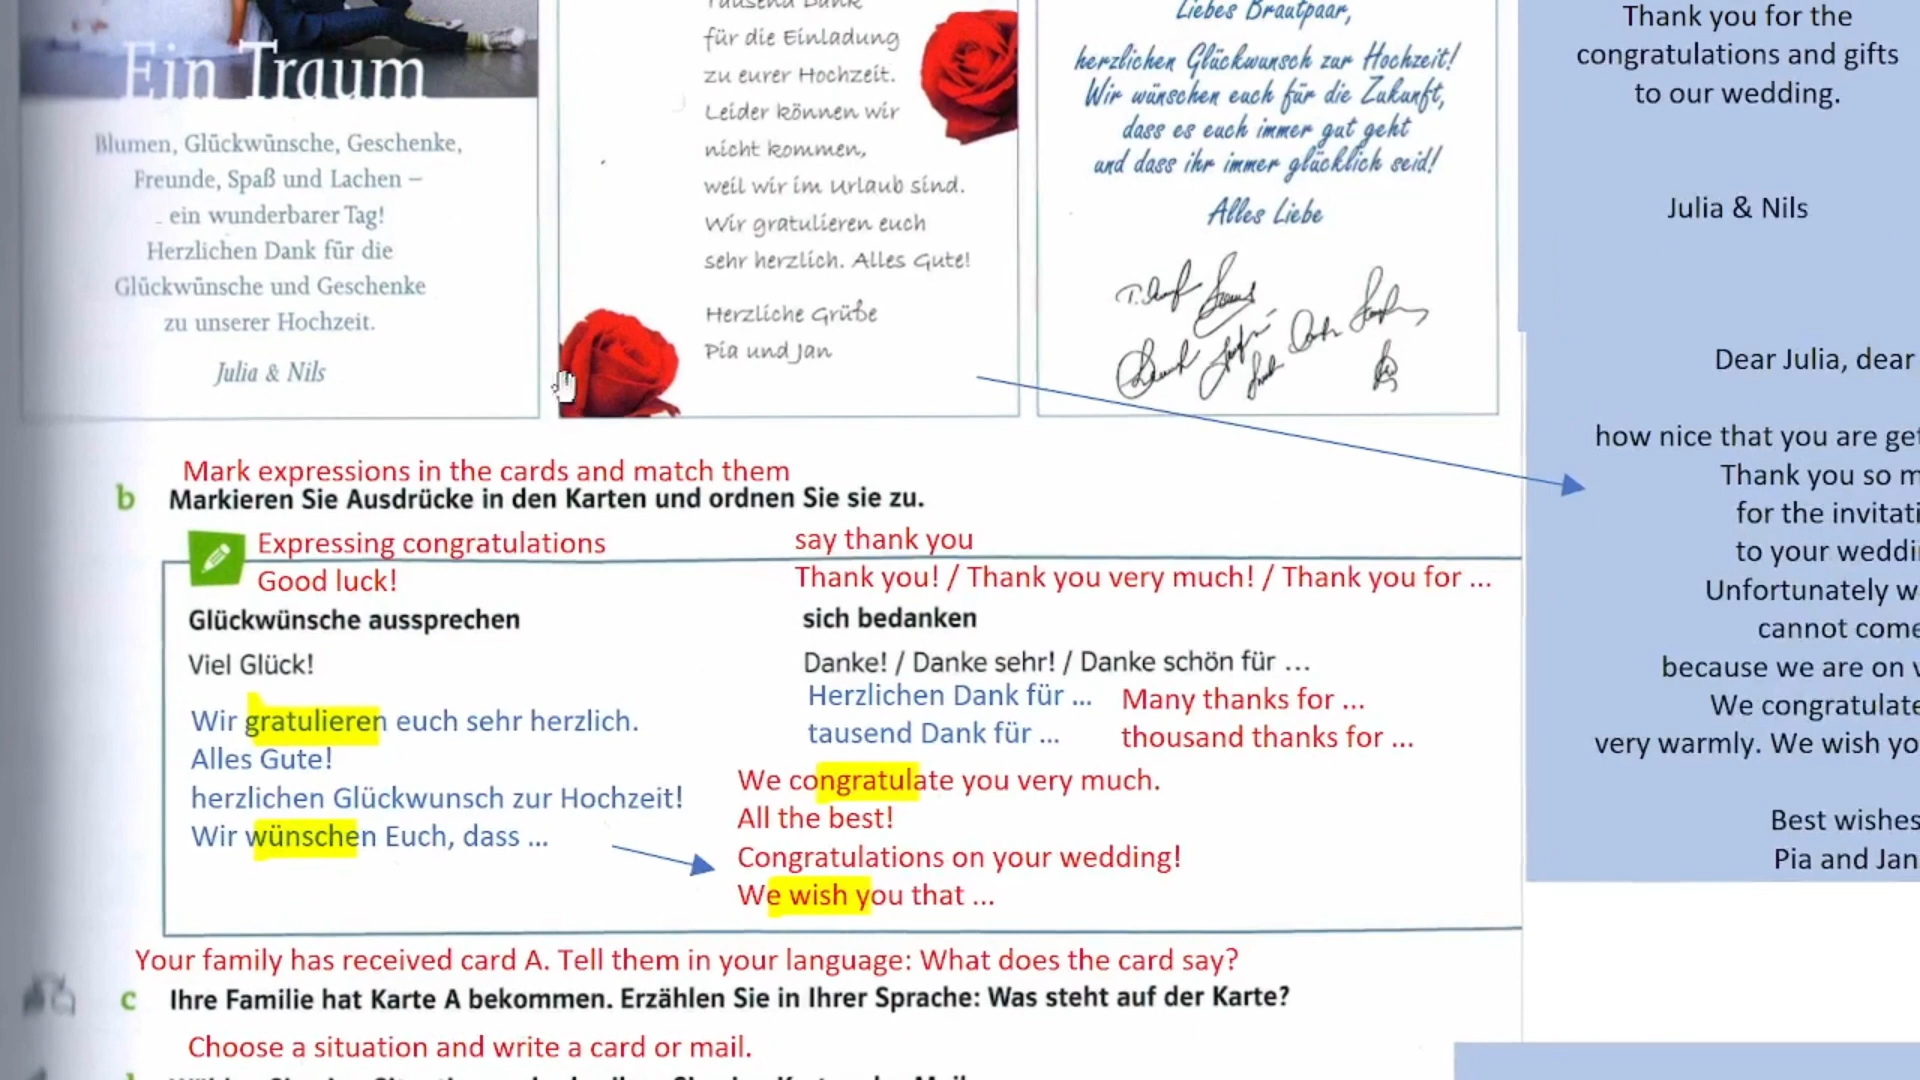 Ein Traum
Blumen, Glückwünsche, Geschenke,
Freunde, Spaß und Lachen –
ein wunderbarer Tag!
Herzlichen Dank für die
Glückwünsche und Geschenke
zu unserer Hochzeit.
Julia & Nils
Tausend Dank
für die Einladung
zu eurer Hochzeit.
Leider können wir
nicht kommen,
weil wir im Urlaub sind.
Wir gratulieren euch
sehr herzlich. Alles Gute!
Herzliche Grüße
Pia und Jan
Liebes Brautpaar,
herzlichen Glückwunsch zur Hochzeit!
Wir wünschen euch für die Zukunft,
dass es euch immer gut geht
und dass ihr immer glücklich seid!
Alles Liebe
Thank you for the
congratulations and gifts
to our wedding.
Julia & Nils
Dear Julia, dear
how nice that you are get
Thank you so m
for the invitati
to your weddi
Unfortunately w
cannot come
because we are on v
We congratulate
very warmly. We wish yo
Best wishes
Pia and Jan
Mark expressions in the cards and match them
b Markieren Sie Ausdrücke in den Karten und ordnen Sie sie zu.
Expressing congratulations
Good luck!
Glückwünsche aussprechen
Viel Glück!
Wir gratulieren euch sehr herzlich.
Alles Gute!
herzlichen Glückwunsch zur Hochzeit!
Wir wünschen Euch, dass ...
say thank you
Thank you! / Thank you very much! / Thank you for ...
sich bedanken
Danke! / Danke sehr! / Danke schön für ...
Herzlichen Dank für ... Many thanks for ...
tausend Dank für ... thousand thanks for ...
We congratulate you very much.
All the best!
Congratulations on your wedding!
We wish you that ...
Your family has received card A. Tell them in your language: What does the card say?
c Ihre Familie hat Karte A bekommen. Erzählen Sie in Ihrer Sprache: Was steht auf der Karte?
Choose a situation and write a card or mail.